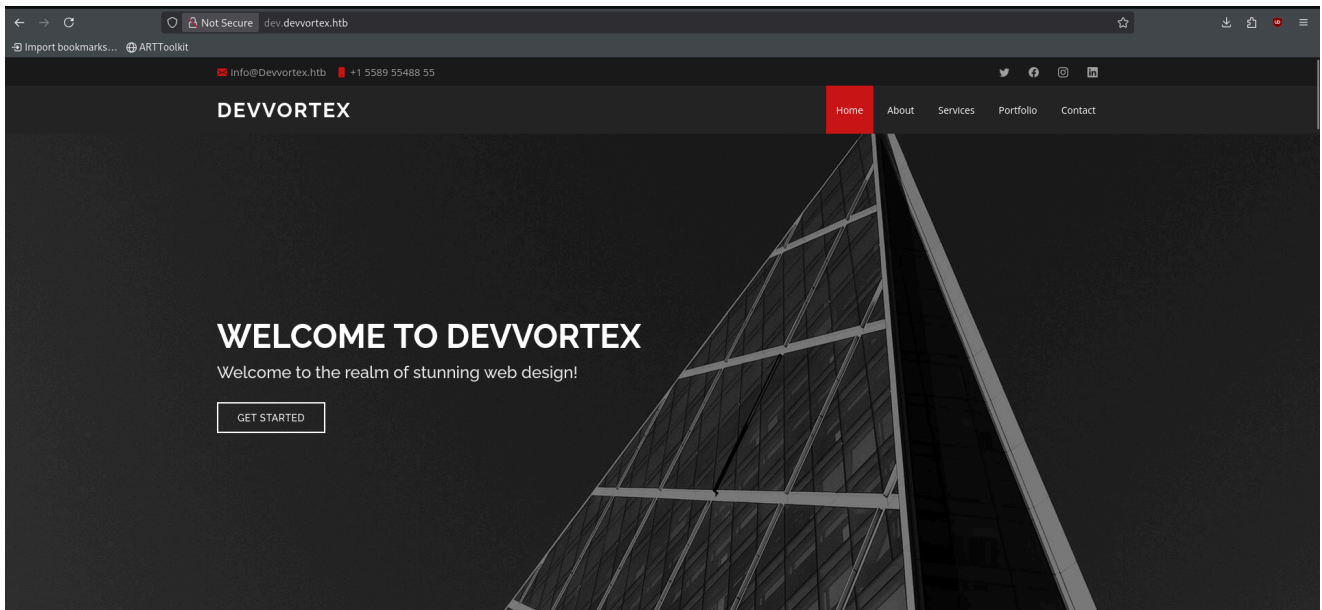 Not Secure dev.devvortex.htb
Import bookmarks... ARTToolkit
info@Devvortex.htb +1 5589 55488 55
DEVVORTEX Home About Services Portfolio Contact
WELCOME TO DEVVORTEX
Welcome to the realm of stunning web design!
GET STARTED